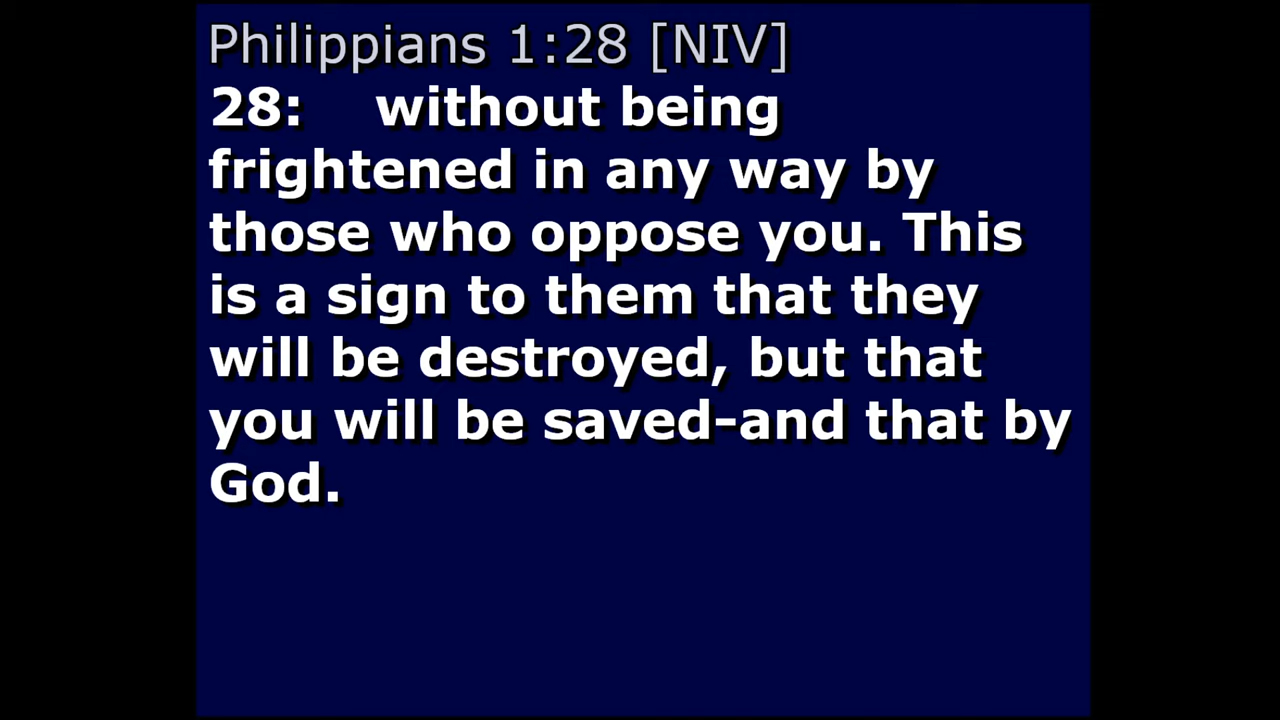 Philippians 1:28 [NIV]
28: without being
frightened in any way by
those who oppose you. This
is a sign to them that they
will be destroyed, but that
you will be saved-and that by
God.